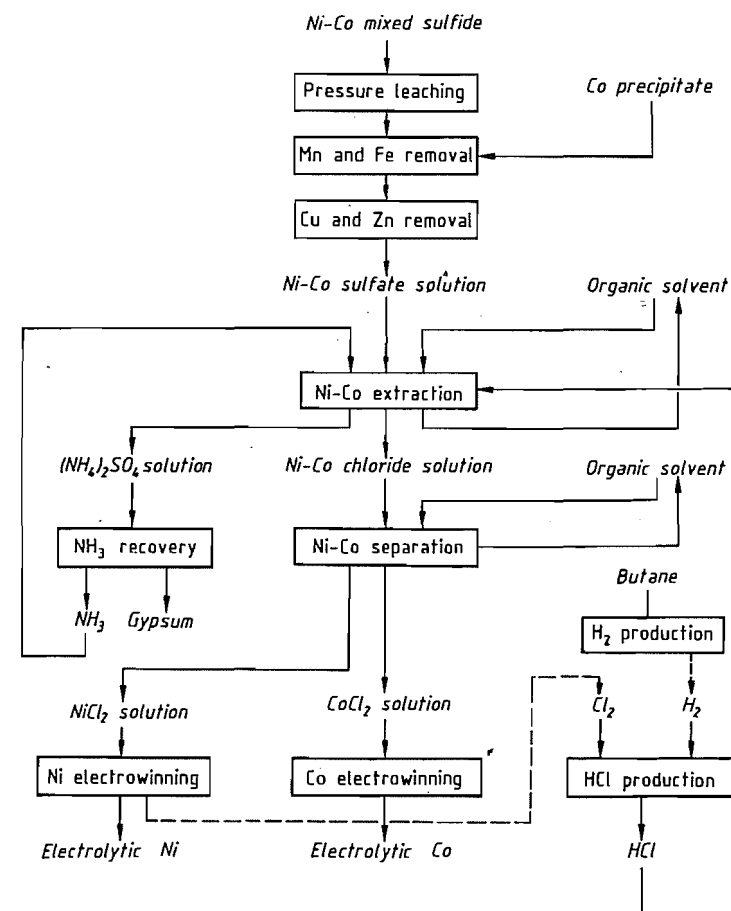 Ni-Co mixed sulfide
Pressure leaching
Co precipitate
Mn and Fe removal
Cu and Zn removal
Ni-Co sulfate solution
Organic solvent
Ni-Co extraction
(NH₄)₂SO₄ solution
Ni-Co chloride solution
Organic solvent
NH₃ recovery
Ni-Co separation
Butane
NH₃
Gypsum
H₂ production
NiCl₂ solution
CoCl₂ solution
Cl₂
H₂
Ni electrowinning
Co electrowinning
HCl production
Electrolytic Ni
Electrolytic Co
HCl